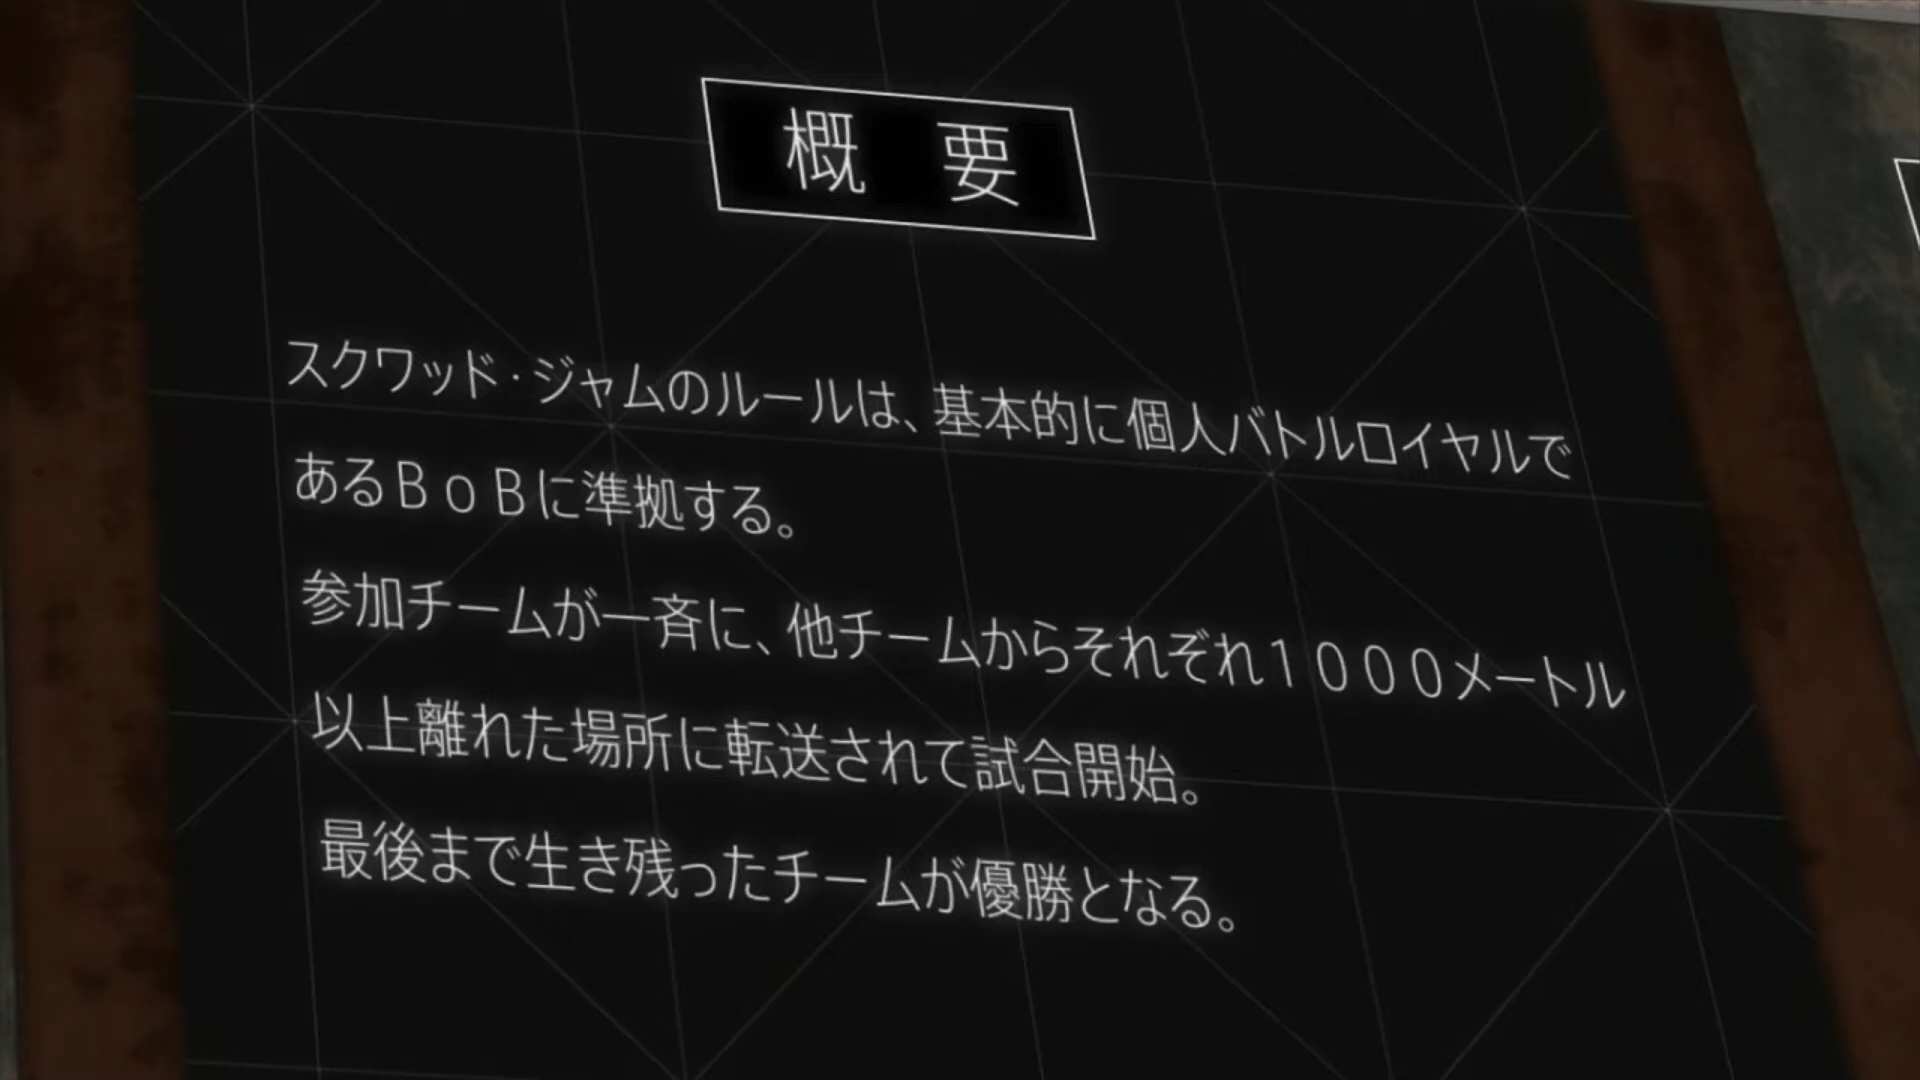 概　要
スクワッド・ジャムのルールは、基本的に個人バトルロイヤルで
あるＢｏＢに準拠する。
参加チームが一斉に、他チームからそれぞれ１０００メートル
以上離れた場所に転送されて試合開始。
最後まで生き残ったチームが優勝となる。